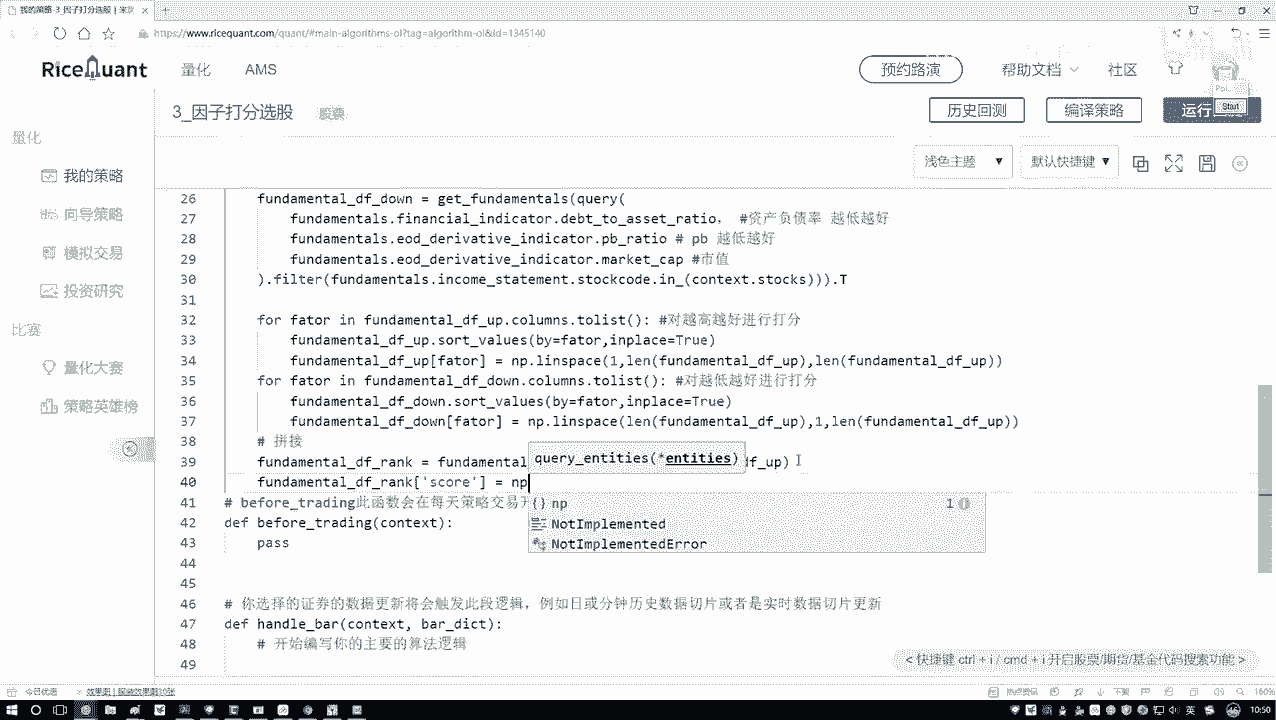 我的策略-3_因子打分选股 | 米
https://www.ricequant.com/quant/#main-algorithms-ol?tag=algorithm-ol&id=1345140
RiceQuant
量化
AMS
预约路演
帮助文档
社区
3_因子打分选股
股票
历史回测
编译策略
运行
Start
量化
我的策略
向导策略
模拟交易
投资研究
比赛
量化大赛
策略英雄榜
浅色主题
默认快捷键
26 fundamental_df_down = get_fundamentals(query(
27 fundamentals.financial_indicator.debt_to_asset_ratio, #资产负债率 越低越好
28 fundamentals.eod_derivative_indicator.pb_ratio # pb 越低越好
29 fundamentals.eod_derivative_indicator.market_cap #市值
30 ).filter(fundamentals.income_statement.stockcode.in_(context.stocks))).T
31
32 for fator in fundamental_df_up.columns.tolist(): #对越高越好进行打分
33 fundamental_df_up.sort_values(by=fator,inplace=True)
34 fundamental_df_up[fator] = np.linspace(1,len(fundamental_df_up),len(fundamental_df_up))
35 for fator in fundamental_df_down.columns.tolist(): #对越低越好进行打分
36 fundamental_df_down.sort_values(by=fator,inplace=True)
37 fundamental_df_down[fator] = np.linspace(len(fundamental_df_up),1,len(fundamental_df_up))
38 # 拼接
39 fundamental_df_rank = fundamental df_up)
query_entities(*entities)
40 fundamental_df_rank['score'] = np
{} np 1
NotImplemented
NotImplementedError
41 # before_trading此函数会在每天策略交易
42 def before_trading(context):
43 pass
44
45
46 # 你选择的证券的数据更新将会触发此段逻辑，例如日或分钟历史数据切片或者是实时数据切片更新
47 def handle_bar(context, bar_dict):
48 # 开始编写你的主要的算法逻辑
49
< 快捷键 ctrl + i / cmd + i 开启股票/期货/基金代码搜索功能 >
今日优选
160%
英
10:50